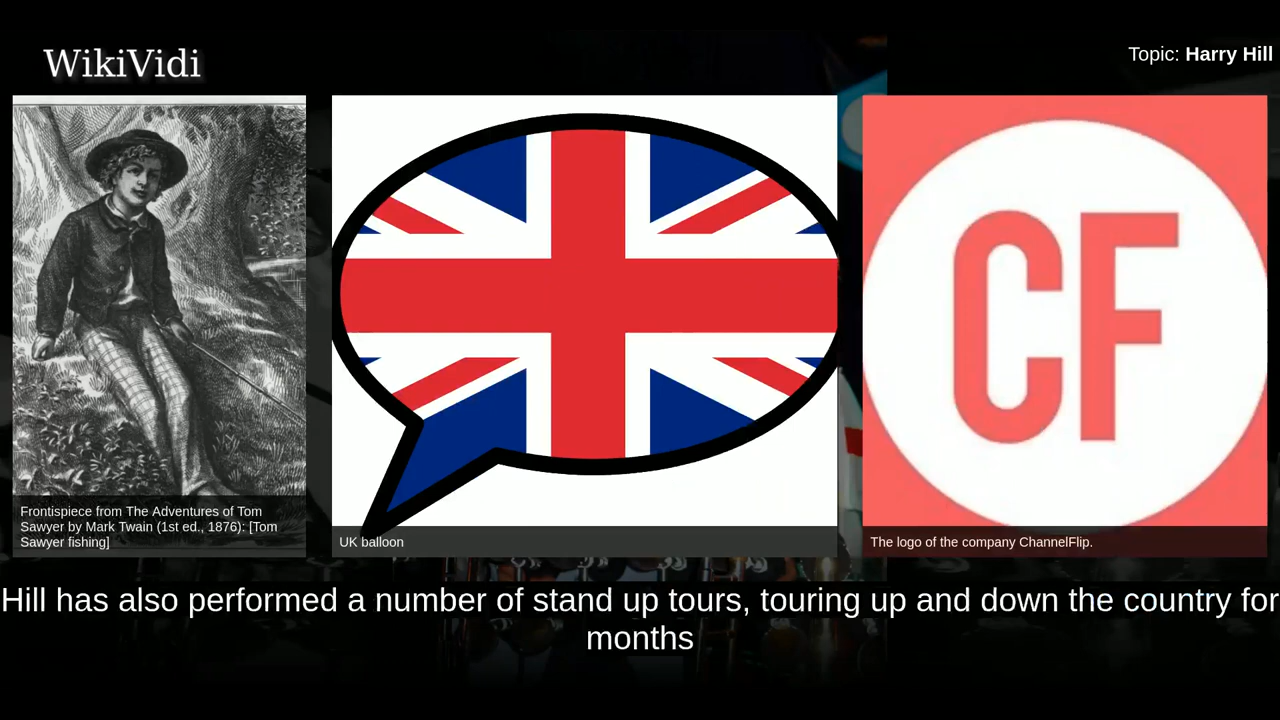 WikiVidi
Topic: Harry Hill
CF
Frontispiece from The Adventures of Tom
Sawyer by Mark Twain (1st ed., 1876): [Tom
Sawyer fishing]
UK balloon
The logo of the company ChannelFlip.
Hill has also performed a number of stand up tours, touring up and down the country for
months